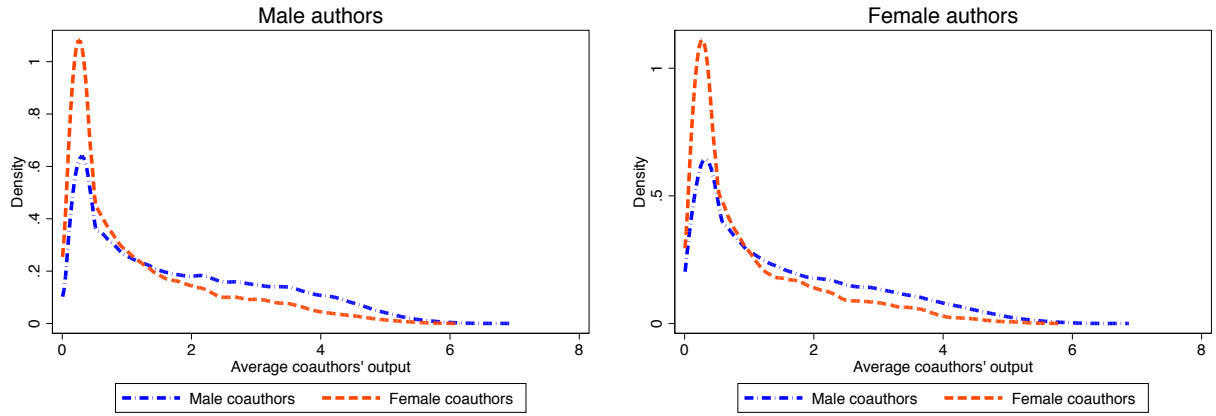 Male authors
Density
0
.2
.4
.6
.8
1
0
2
4
6
8
Average coauthors' output
Male coauthors
Female coauthors
Female authors
Density
0
.5
1
0
2
4
6
8
Average coauthors' output
Male coauthors
Female coauthors